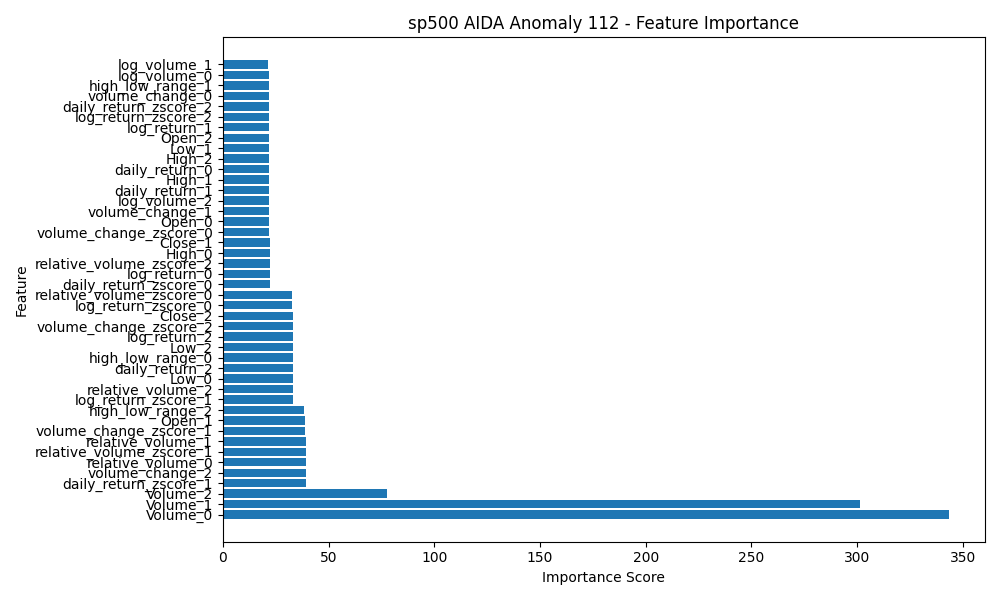 sp500 AIDA Anomaly 112 - Feature Importance
log_volume_1
log_volume_0
high_low_range_1
volume_change_0
daily_return_zscore_2
log_return_zscore_2
log_return_1
Open_2
Low_1
High_2
daily_return_0
High_1
daily_return_1
log_volume_2
volume_change_1
Open_0
volume_change_zscore_0
Close_1
High_0
relative_volume_zscore_2
log_return_0
daily_return_zscore_0
relative_volume_zscore_0
log_return_zscore_0
Close_2
volume_change_zscore_2
log_return_2
Low_2
high_low_range_0
daily_return_2
Low_0
relative_volume_2
log_return_zscore_1
high_low_range_2
Open_1
volume_change_zscore_1
relative_volume_1
relative_volume_zscore_1
relative_volume_0
volume_change_2
daily_return_zscore_1
Volume_2
Volume_1
Volume_0
Feature
0 50 100 150 200 250 300 350
Importance Score